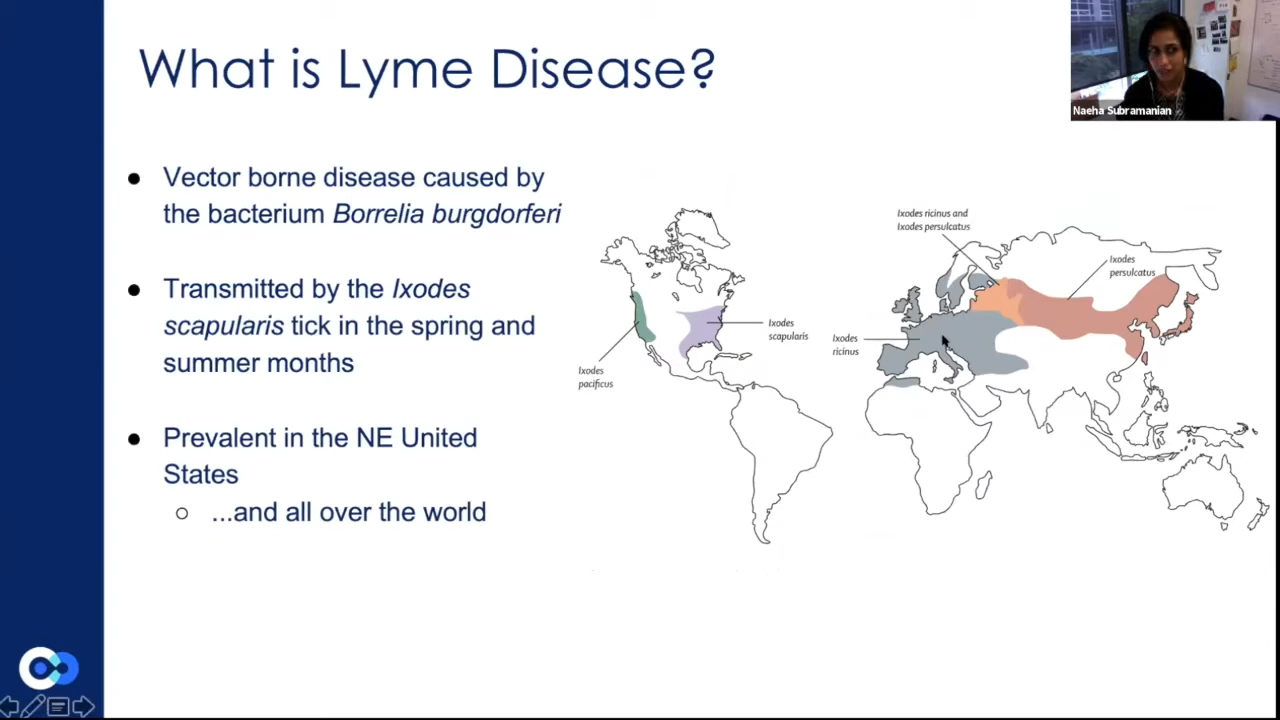 What is Lyme Disease?
Naeha Subramanian
Vector borne disease caused by
the bacterium Borrelia burgdorferi
Transmitted by the Ixodes
scapularis tick in the spring and
summer months
Prevalent in the NE United
States
...and all over the world
Ixodes
pacificus
Ixodes
scapularis
Ixodes
ricinus
Ixodes ricinus and
Ixodes persulcatus
Ixodes
persulcatus